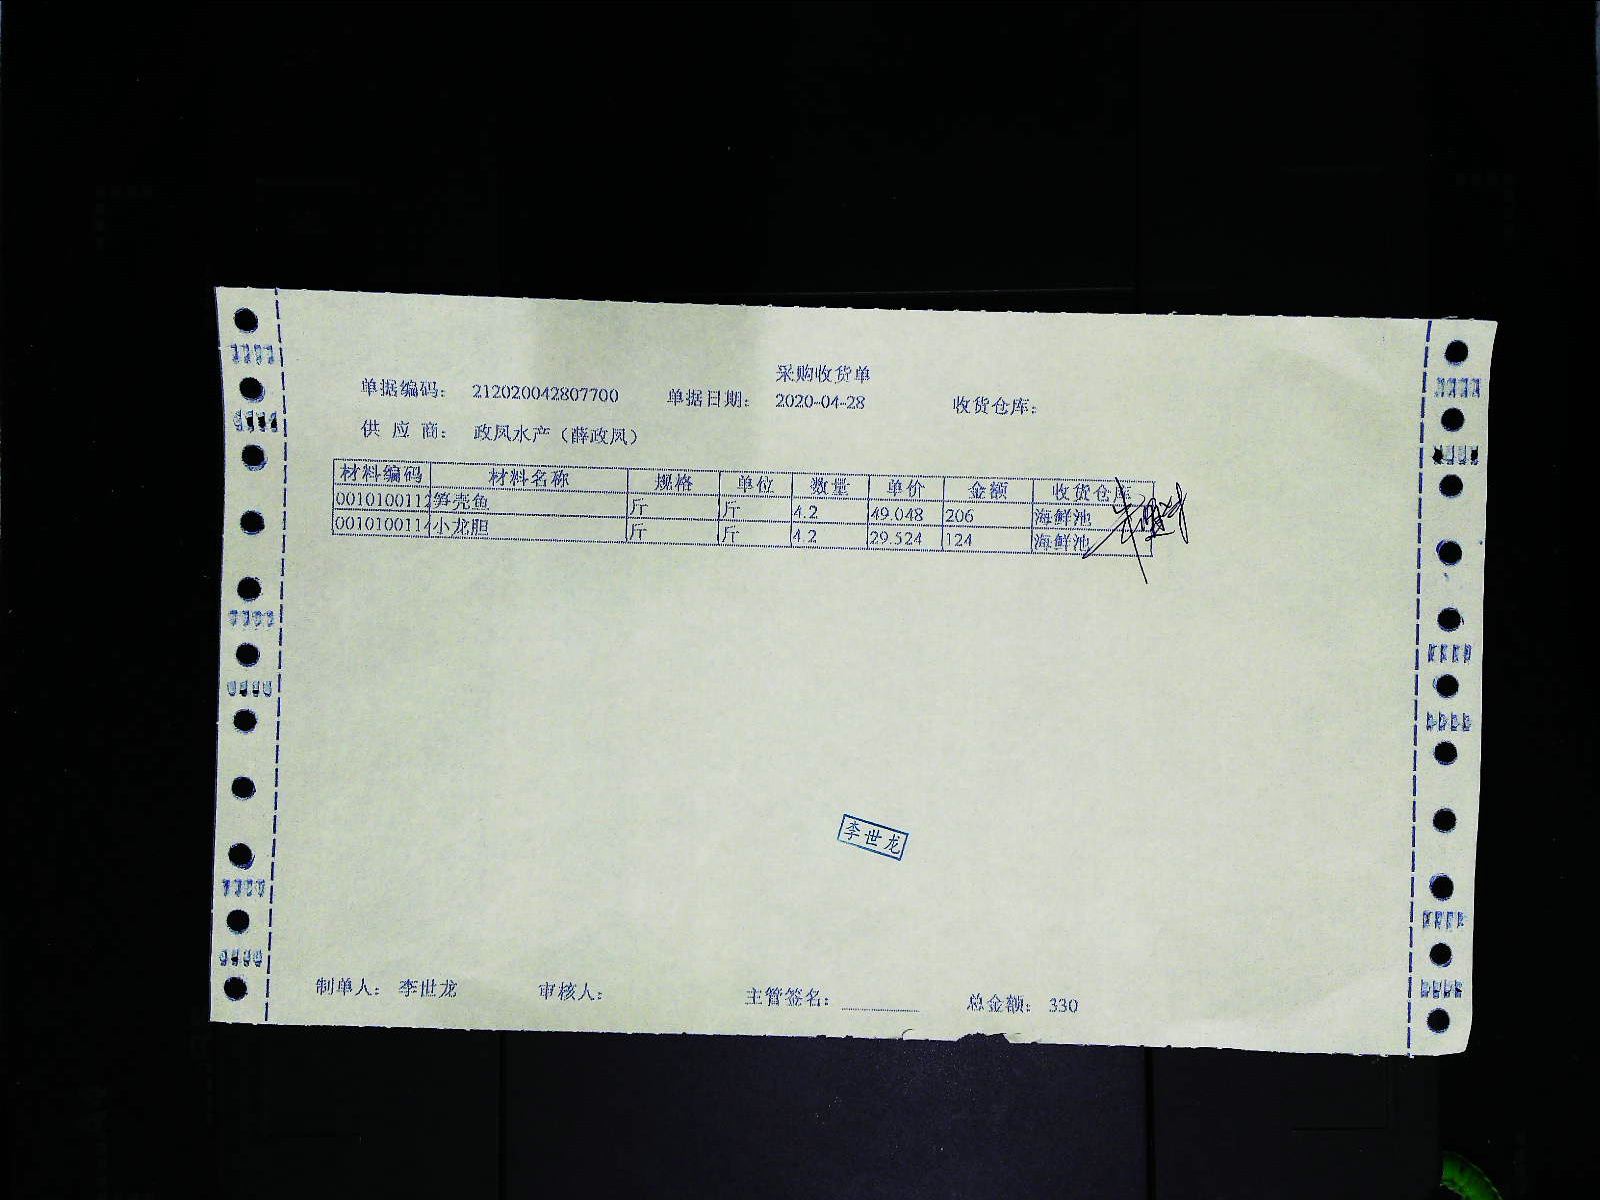 采购收货单
单据编码： 212020042807700 单据日期： 2020-04-28 收货仓库：
供 应 商： 政凤水产（薛政凤）
材料编码 材料名称 规格 单位 数量 单价 金额 收货仓库
0010100112 笋壳鱼 斤 斤 4.2 49.048 206 海鲜池
0010100114 小龙胆 斤 斤 4.2 29.524 124 海鲜池
李世龙
制单人： 李世龙 审核人： 主管签名： 总金额： 330